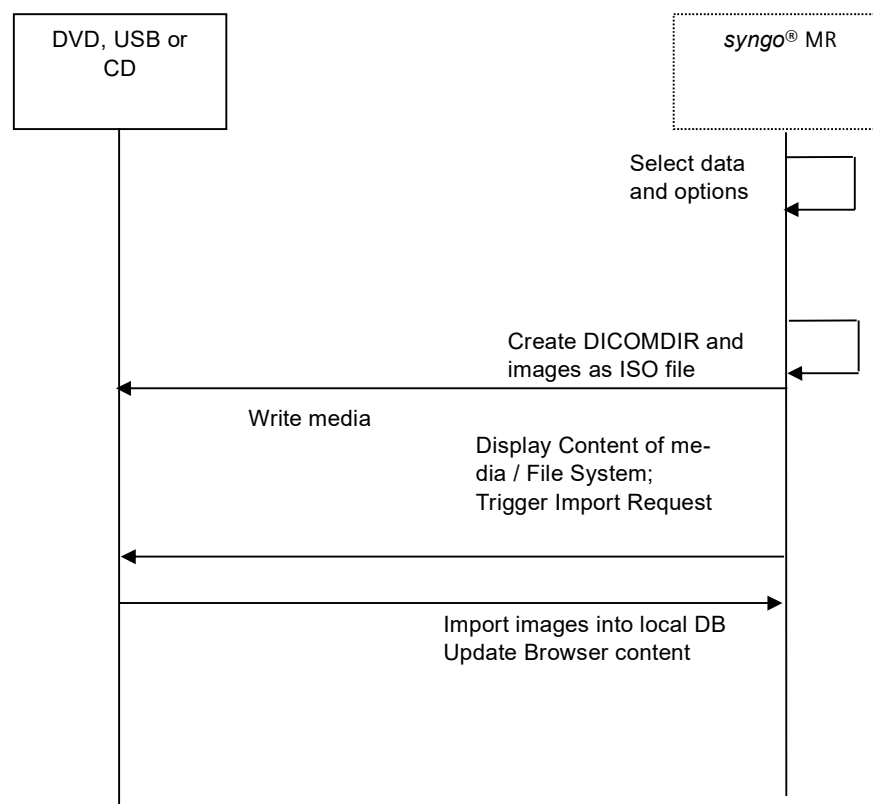 DVD, USB or
CD
syngo® MR
Select data
and options
Create DICOMDIR and
images as ISO file
Write media
Display Content of me-
dia / File System;
Trigger Import Request
Import images into local DB
Update Browser content